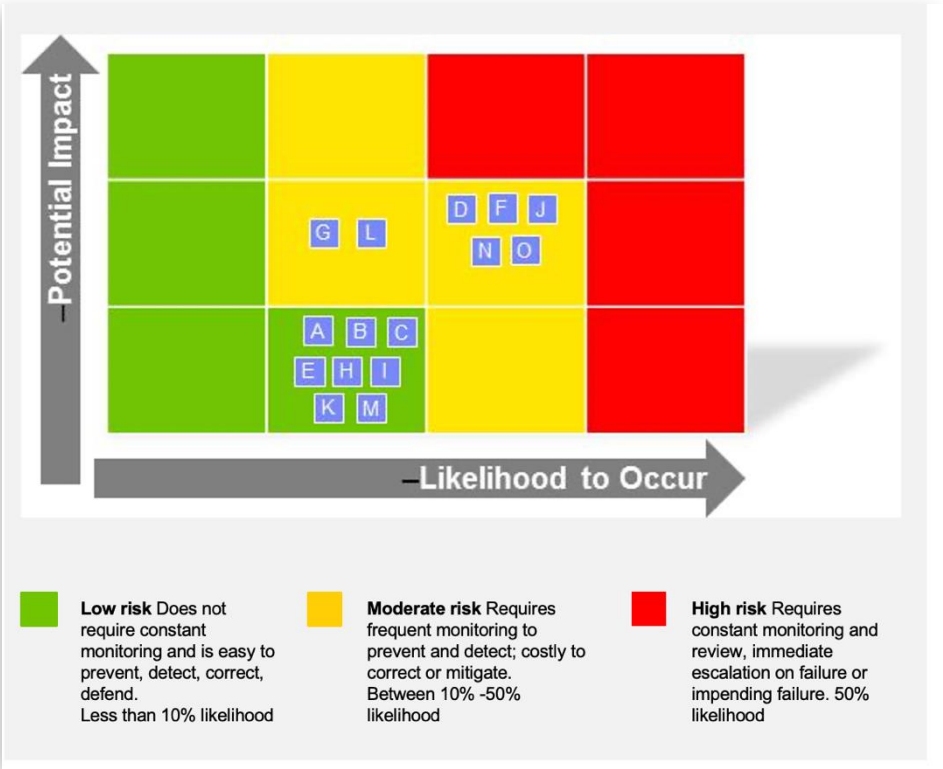 –Potential Impact
G L
D F J
N O
A B C
E H I
K M
–Likelihood to Occur
Low risk Does not
require constant
monitoring and is easy to
prevent, detect, correct,
defend.
Less than 10% likelihood
Moderate risk Requires
frequent monitoring to
prevent and detect; costly to
correct or mitigate.
Between 10% -50%
likelihood
High risk Requires
constant monitoring and
review, immediate
escalation on failure or
impending failure. 50%
likelihood